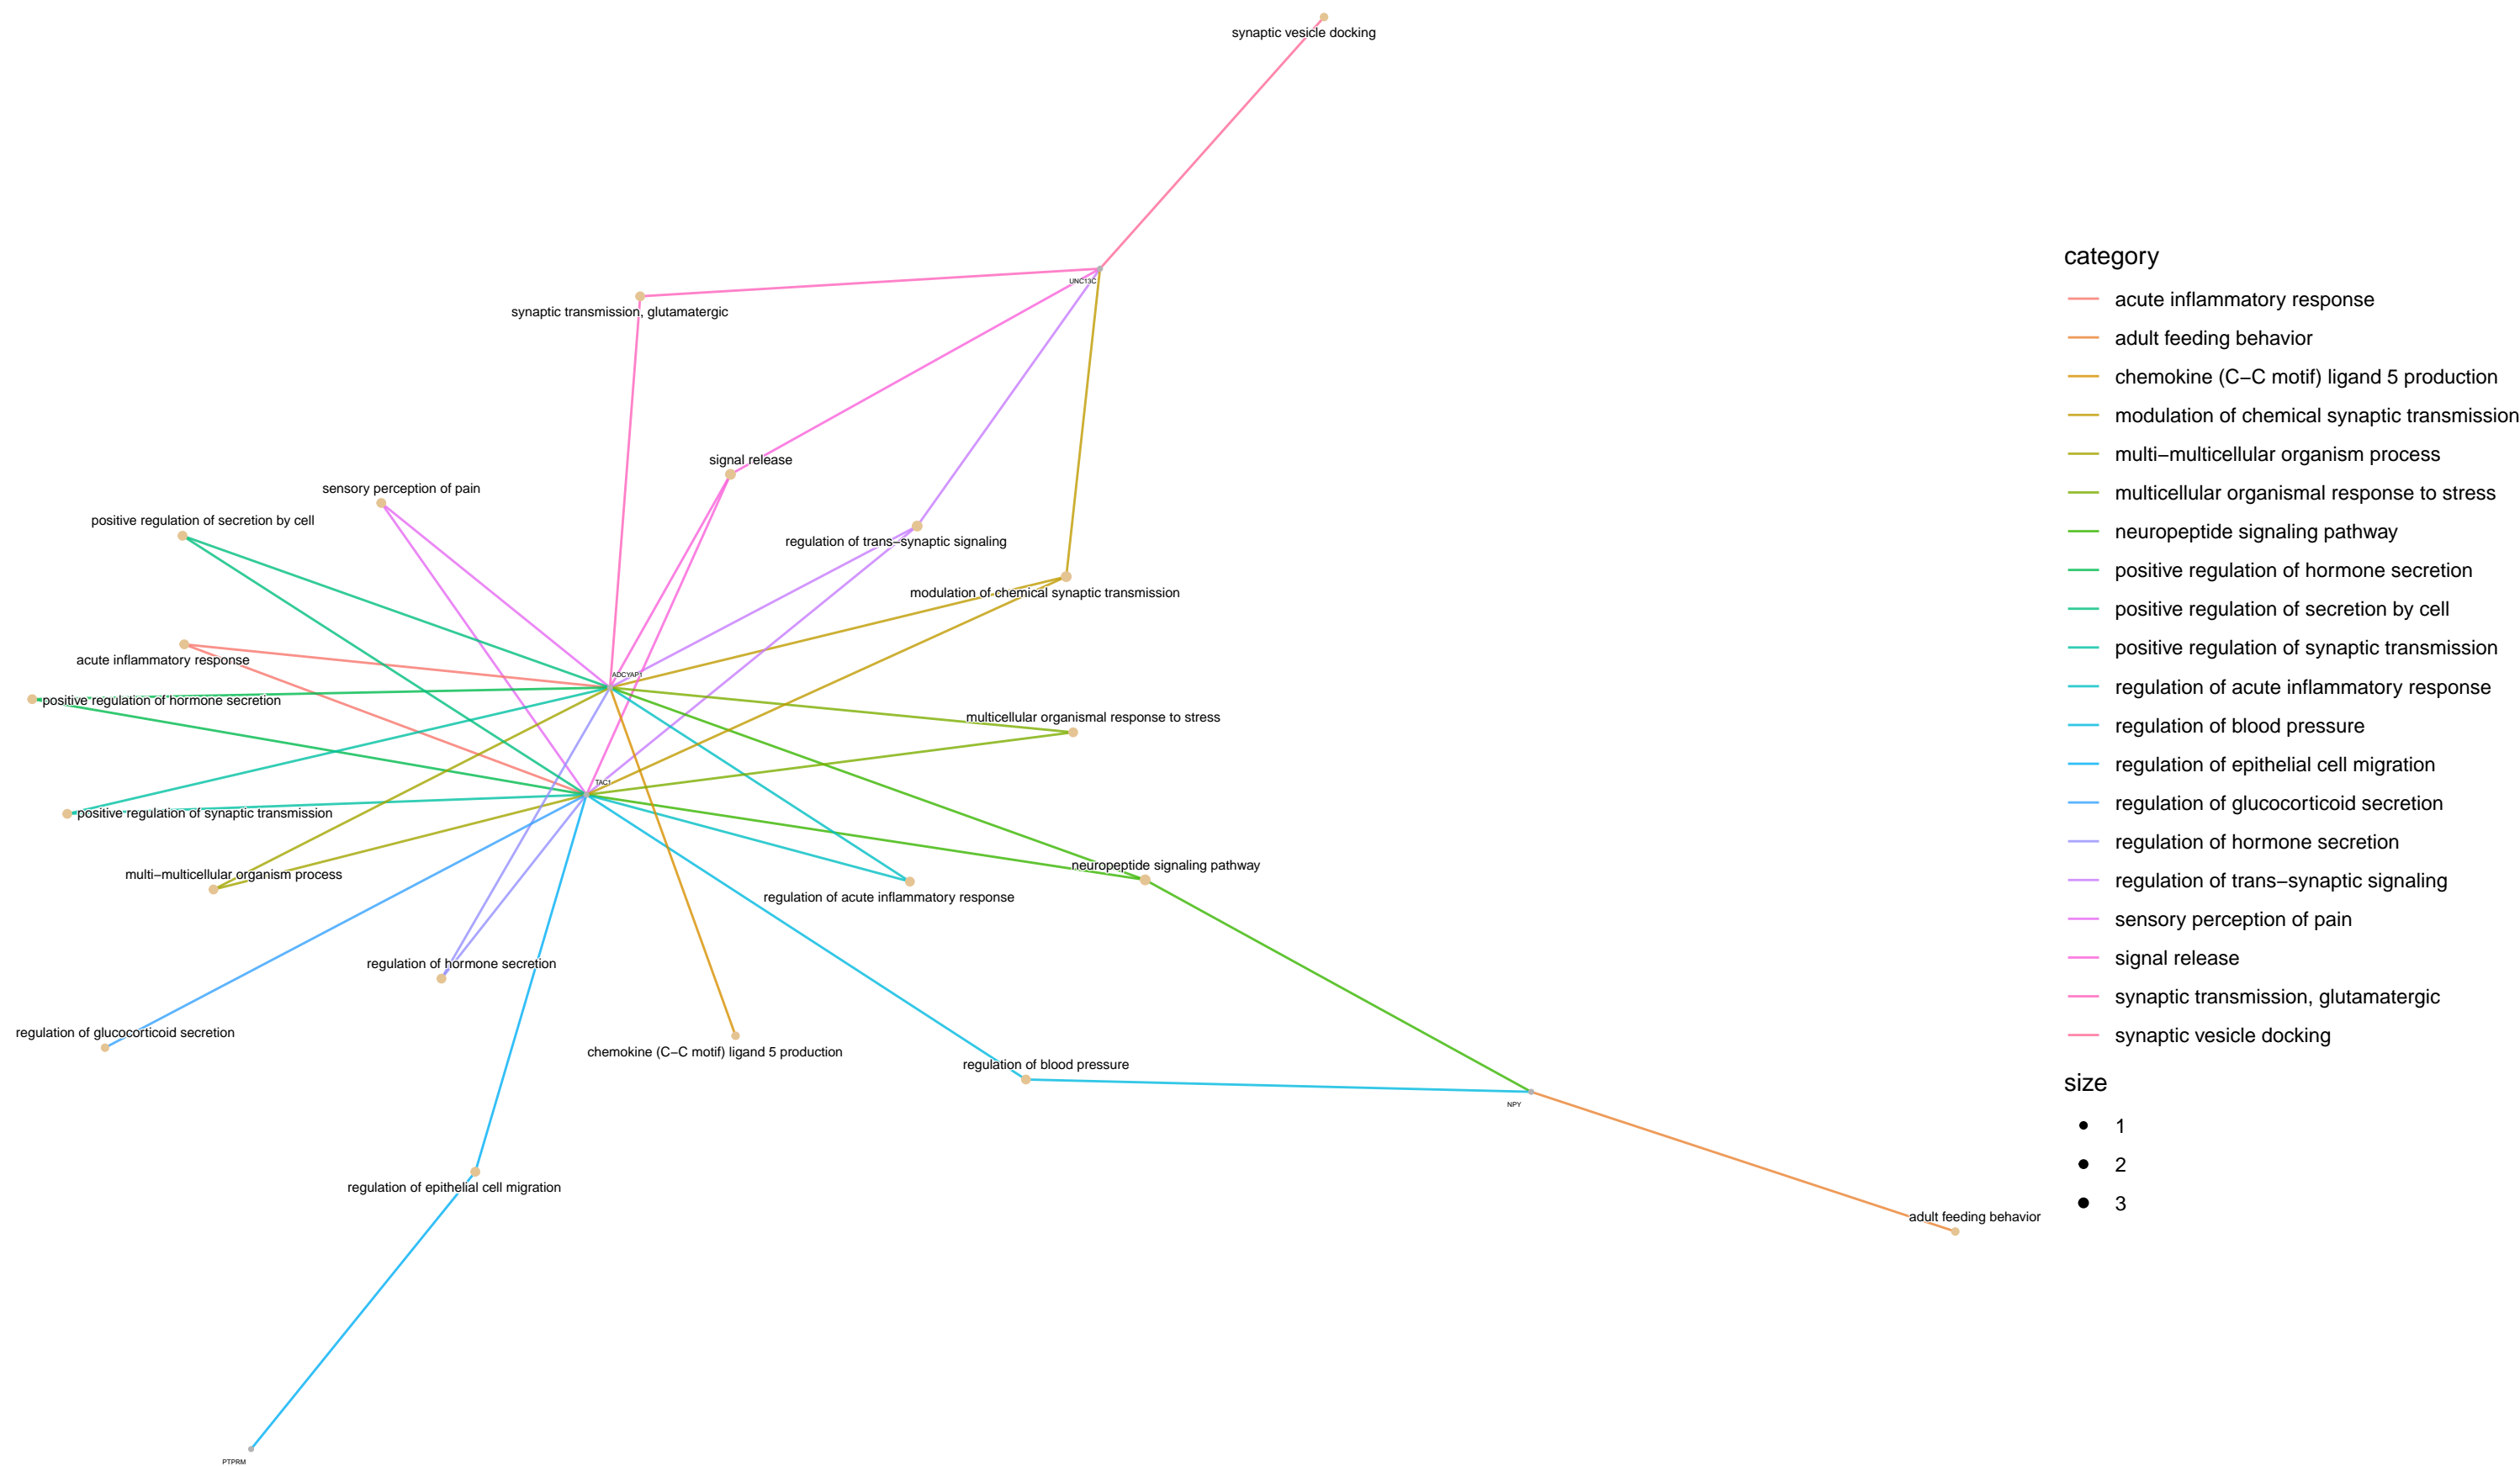 synaptic vesicle docking
UNC13C
synaptic transmission, glutamatergic
signal release
sensory perception of pain
positive regulation of secretion by cell
regulation of trans−synaptic signaling
modulation of chemical synaptic transmission
acute inflammatory response
ADCYAP1
positive regulation of hormone secretion
multicellular organismal response to stress
TAC1
positive regulation of synaptic transmission
multi−multicellular organism process
neuropeptide signaling pathway
regulation of acute inflammatory response
regulation of hormone secretion
regulation of glucocorticoid secretion
chemokine (C−C motif) ligand 5 production
regulation of blood pressure
NPY
regulation of epithelial cell migration
adult feeding behavior
PTPRM
category
acute inflammatory response
adult feeding behavior
chemokine (C−C motif) ligand 5 production
modulation of chemical synaptic transmission
multi−multicellular organism process
multicellular organismal response to stress
neuropeptide signaling pathway
positive regulation of hormone secretion
positive regulation of secretion by cell
positive regulation of synaptic transmission
regulation of acute inflammatory response
regulation of blood pressure
regulation of epithelial cell migration
regulation of glucocorticoid secretion
regulation of hormone secretion
regulation of trans−synaptic signaling
sensory perception of pain
signal release
synaptic transmission, glutamatergic
synaptic vesicle docking
size
1
2
3